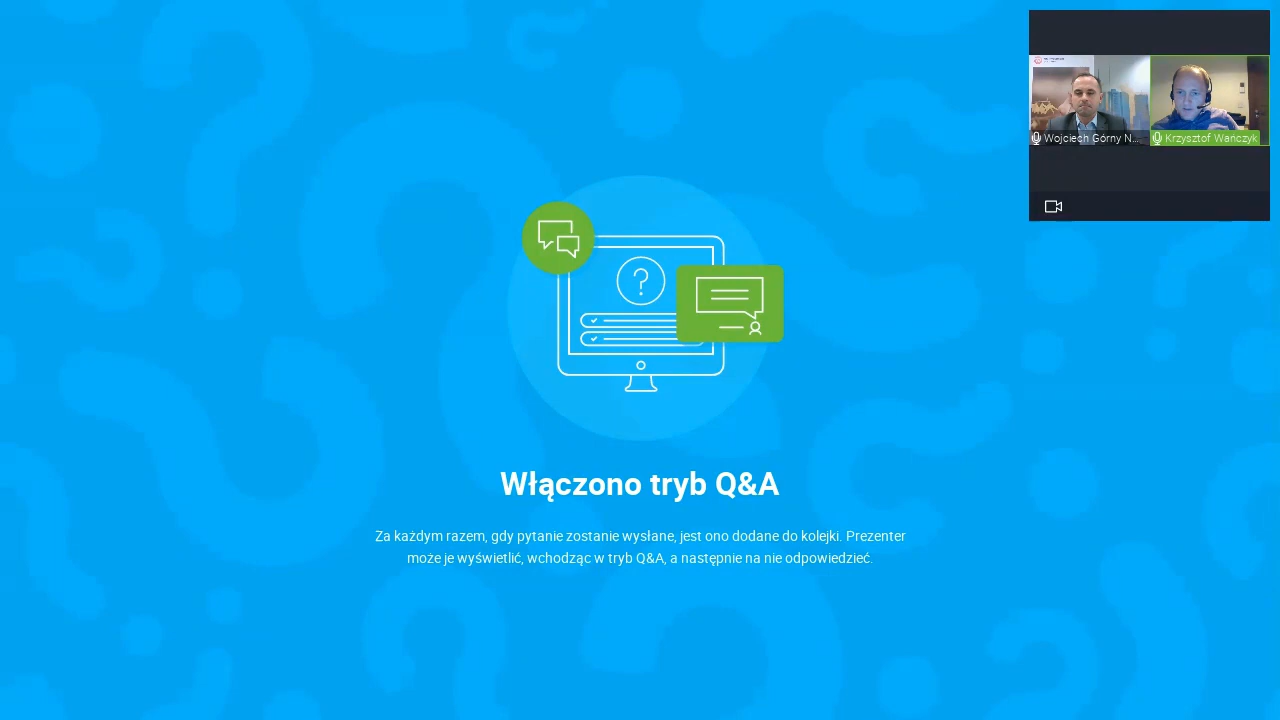 Wojciech Górny N...
Krzysztof Wańczyk
Włączono tryb Q&A
Za każdym razem, gdy pytanie zostanie wysłane, jest ono dodane do kolejki. Prezenter
może je wyświetlić, wchodząc w tryb Q&A, a następnie na nie odpowiedzieć.